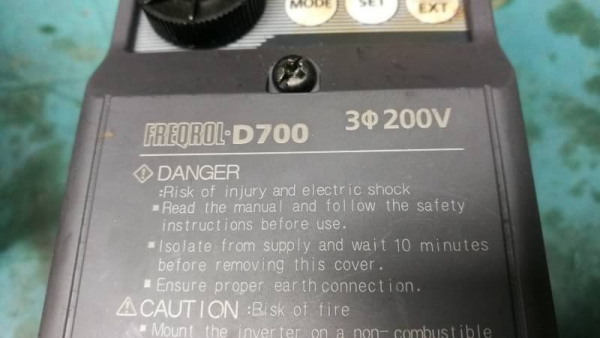 MODE SET EXT
FREQROL-D700 3Φ 200V
DANGER
:Risk of injury and electric shock
▪Read the manual and follow the safety
instructions before use.
▪Isolate from supply and wait 10 minutes
before removing this cover.
▪Ensure proper earth connection.
⚠CAUTION :Risk of fire
▪Mount the inverter on a non-combustible